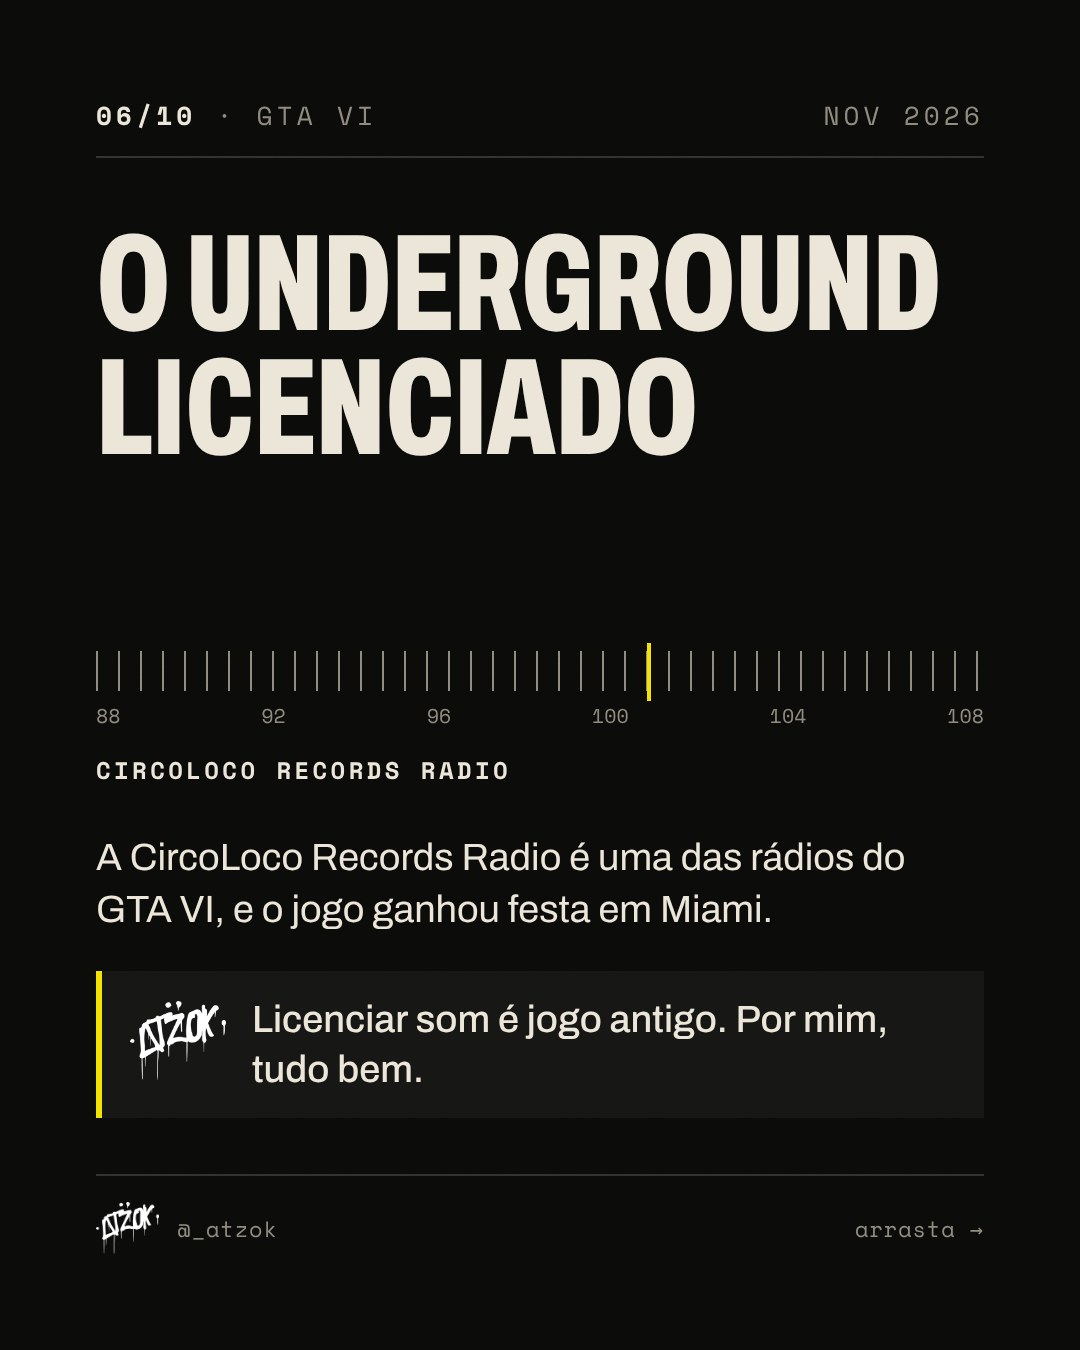 06/10 · GTA VI
NOV 2026
O UNDERGROUND
LICENCIADO
88 92 96 100 104 108
CIRCOLOCO RECORDS RADIO
A CircoLoco Records Radio é uma das rádios do
GTA VI, e o jogo ganhou festa em Miami.
ATZOK
Licenciar som é jogo antigo. Por mim,
tudo bem.
ATZOK
@_atzok
arrasta →